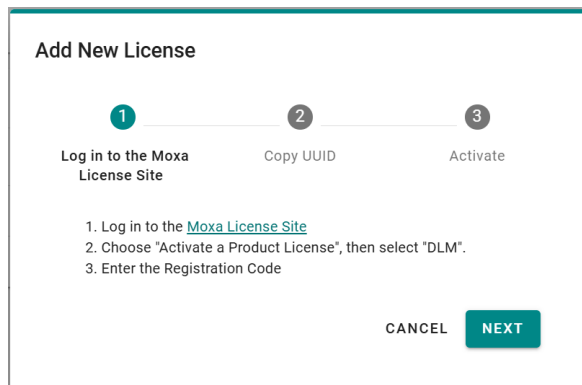 Add New License
1
2
3
Log in to the Moxa
License Site
Copy UUID
Activate
1. Log in to the Moxa License Site
2. Choose "Activate a Product License", then select "DLM".
3. Enter the Registration Code
CANCEL
NEXT